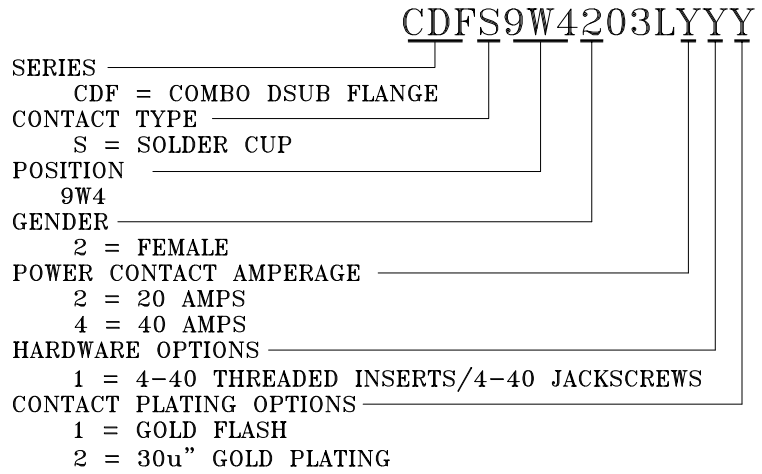 CDFS9W4203LYYY
SERIES
CDF = COMBO DSUB FLANGE
CONTACT TYPE
S = SOLDER CUP
POSITION
9W4
GENDER
2 = FEMALE
POWER CONTACT AMPERAGE
2 = 20 AMPS
4 = 40 AMPS
HARDWARE OPTIONS
1 = 4-40 THREADED INSERTS/4-40 JACKSCREWS
CONTACT PLATING OPTIONS
1 = GOLD FLASH
2 = 30u" GOLD PLATING